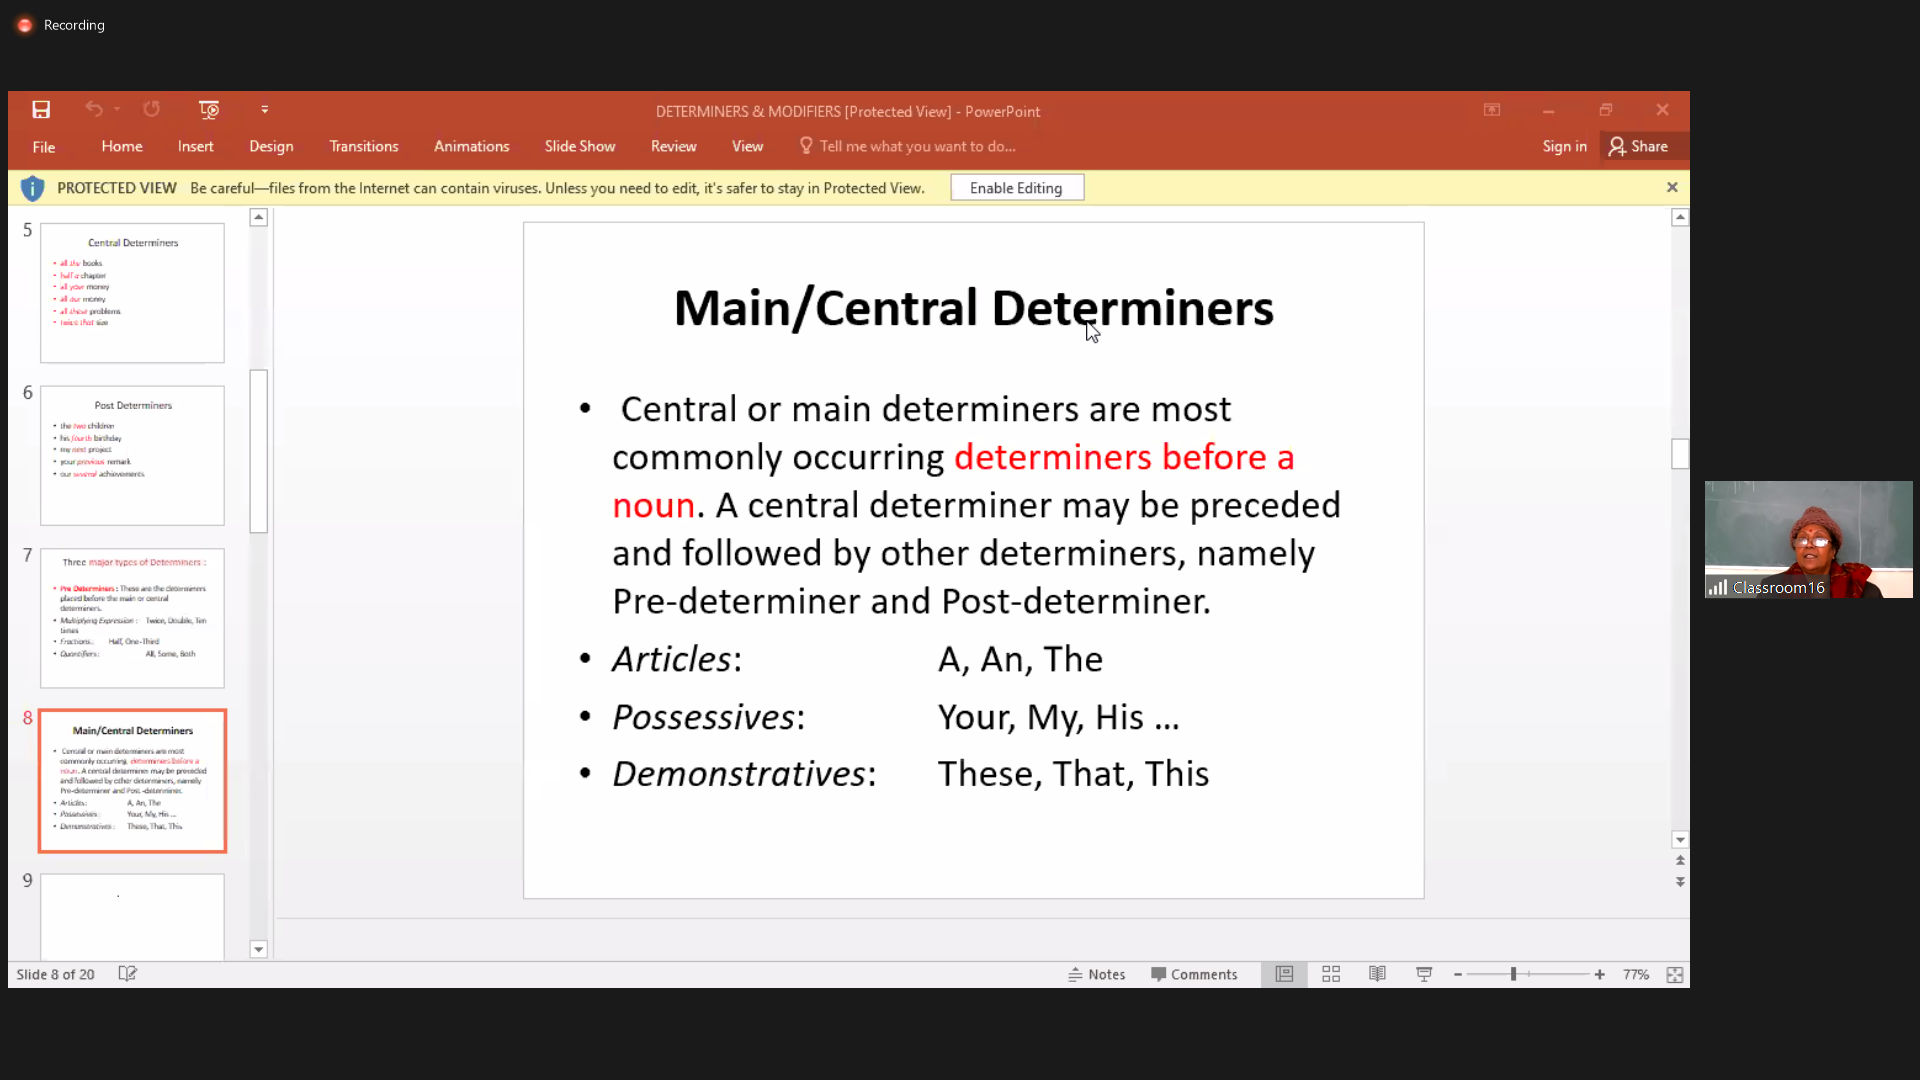 Recording
DETERMINERS & MODIFIERS [Protected View] - PowerPoint
File Home Insert Design Transitions Animations Slide Show Review View Tell me what you want to do... Sign in Share
PROTECTED VIEW Be careful—files from the Internet can contain viruses. Unless you need to edit, it's safer to stay in Protected View. Enable Editing
5
Central Determiners
• all the books
• half a chapter
• all your money
• all our money
• all these problems
• twice that size
6
Post Determiners
• the two children
• his fourth birthday
• my next project
• your previous remark
• our several achievements
7
Three major types of Determiners :
• Pre Determiners : These are the determiners
placed before the main or central
determiners.
• Multiplying Expression : Twice, Double, Ten
times
• Fractions: Half, One-Third
• Quantifiers : All, Some, Both
8
Main/Central Determiners
• Central or main determiners are most
commonly occurring determiners before a
noun. A central determiner may be preceded
and followed by other determiners, namely
Pre-determiner and Post-determiner.
• Articles: A, An, The
• Possessives: Your, My, His ...
• Demonstratives: These, That, This
9
Main/Central Determiners
• Central or main determiners are most
commonly occurring determiners before a
noun. A central determiner may be preceded
and followed by other determiners, namely
Pre-determiner and Post-determiner.
• Articles: A, An, The
• Possessives: Your, My, His ...
• Demonstratives: These, That, This
Classroom16
Slide 8 of 20 Notes Comments 77%